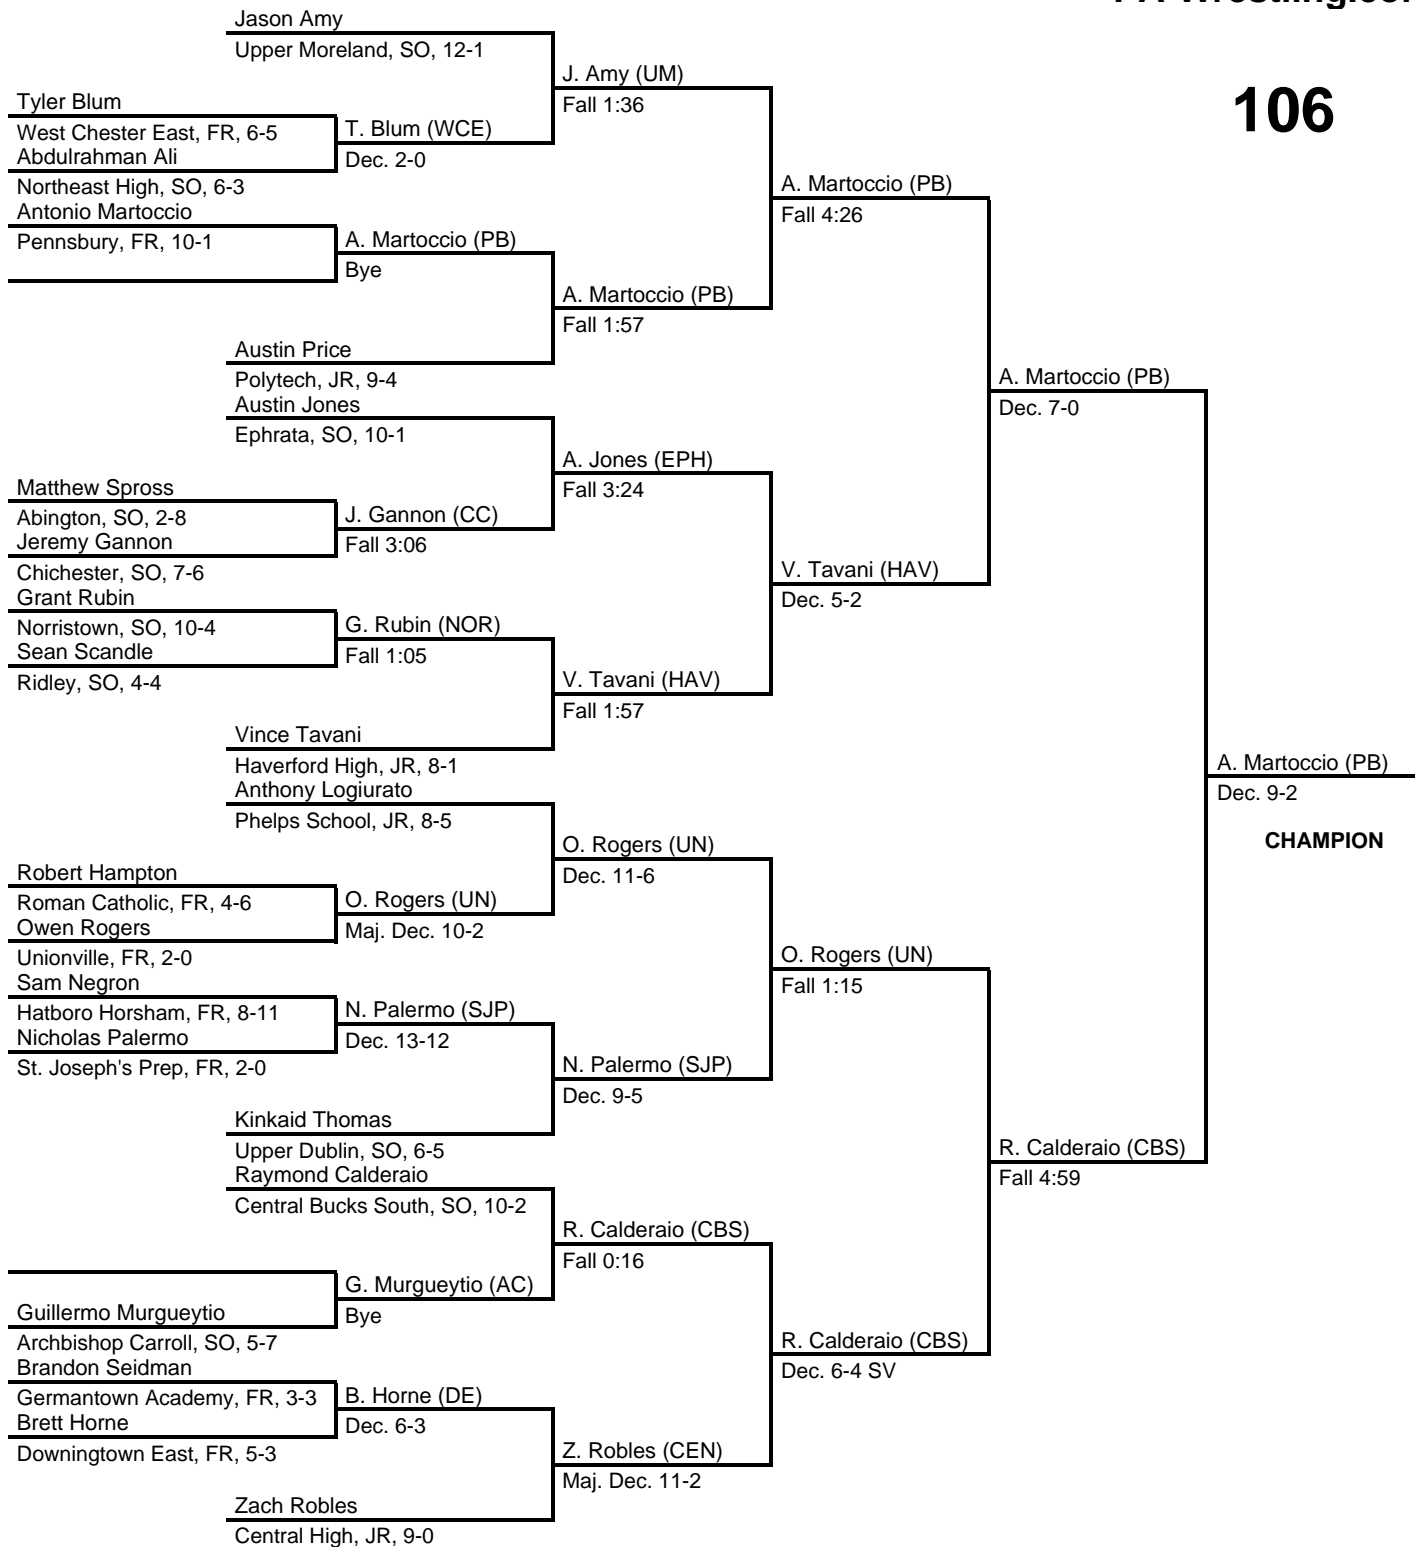 Jason Amy
Upper Moreland, SO, 12-1
J. Amy (UM)
Fall 1:36
106
Tyler Blum
West Chester East, FR, 6-5
T. Blum (WCE)
Abdulrahman Ali
Dec. 2-0
Northeast High, SO, 6-3
A. Martoccio (PB)
Antonio Martoccio
Fall 4:26
Pennsbury, FR, 10-1
A. Martoccio (PB)
Bye
A. Martoccio (PB)
Fall 1:57
Austin Price
Polytech, JR, 9-4
A. Martoccio (PB)
Austin Jones
Dec. 7-0
Ephrata, SO, 10-1
A. Jones (EPH)
Fall 3:24
Matthew Spross
Abington, SO, 2-8
J. Gannon (CC)
Jeremy Gannon
Fall 3:06
Chichester, SO, 7-6
V. Tavani (HAV)
Grant Rubin
Dec. 5-2
Norristown, SO, 10-4
G. Rubin (NOR)
Sean Scandle
Fall 1:05
Ridley, SO, 4-4
V. Tavani (HAV)
Fall 1:57
Vince Tavani
Haverford High, JR, 8-1
A. Martoccio (PB)
Anthony Logiurato
Dec. 9-2
Phelps School, JR, 8-5
CHAMPION
O. Rogers (UN)
Dec. 11-6
Robert Hampton
Roman Catholic, FR, 4-6
O. Rogers (UN)
Owen Rogers
Maj. Dec. 10-2
Unionville, FR, 2-0
O. Rogers (UN)
Sam Negron
Fall 1:15
Hatboro Horsham, FR, 8-11
N. Palermo (SJP)
Nicholas Palermo
Dec. 13-12
St. Joseph's Prep, FR, 2-0
N. Palermo (SJP)
Dec. 9-5
Kinkaid Thomas
Upper Dublin, SO, 6-5
R. Calderaio (CBS)
Raymond Calderaio
Fall 4:59
Central Bucks South, SO, 10-2
R. Calderaio (CBS)
Fall 0:16
G. Murgueytio (AC)
Guillermo Murgueytio
Bye
Archbishop Carroll, SO, 5-7
R. Calderaio (CBS)
Brandon Seidman
Dec. 6-4 SV
Germantown Academy, FR, 3-3
B. Horne (DE)
Brett Horne
Dec. 6-3
Downingtown East, FR, 5-3
Z. Robles (CEN)
Maj. Dec. 11-2
Zach Robles
Central High, JR, 9-0